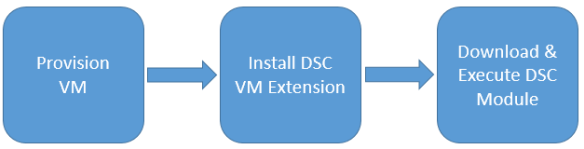 Provision
VM
Install DSC
VM Extension
Download &
Execute DSC
Module